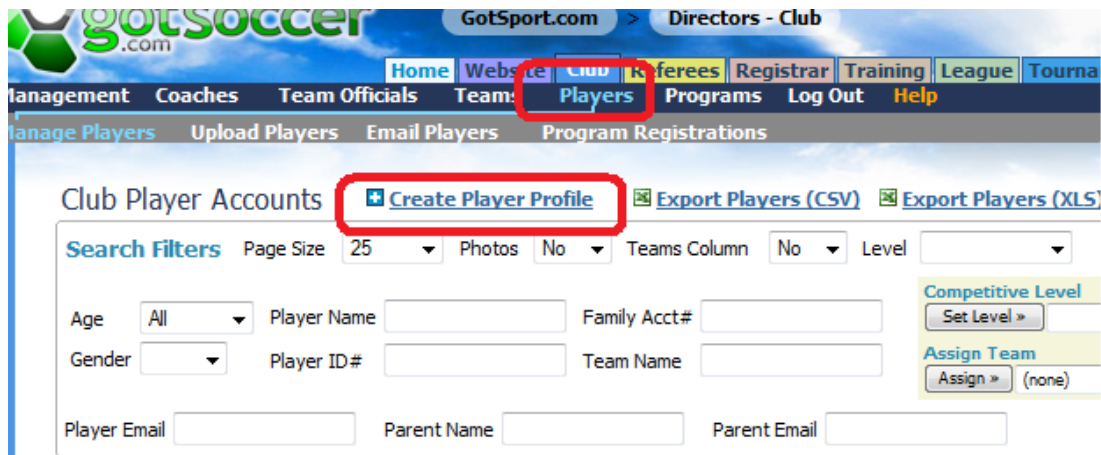 gotsoccer
.com
GotSport.com > Directors - Club
Home Website Club Referees Registrar Training League Tourna
Management Coaches Team Officials Teams Players Programs Log Out Help
Manage Players Upload Players Email Players Program Registrations
Club Player Accounts Create Player Profile Export Players (CSV) Export Players (XLS)
Search Filters Page Size 25 Photos No Teams Column No Level
Competitive Level
Age All Player Name Family Acct# Set Level »
Gender Player ID# Team Name Assign Team
Assign » (none)
Player Email Parent Name Parent Email